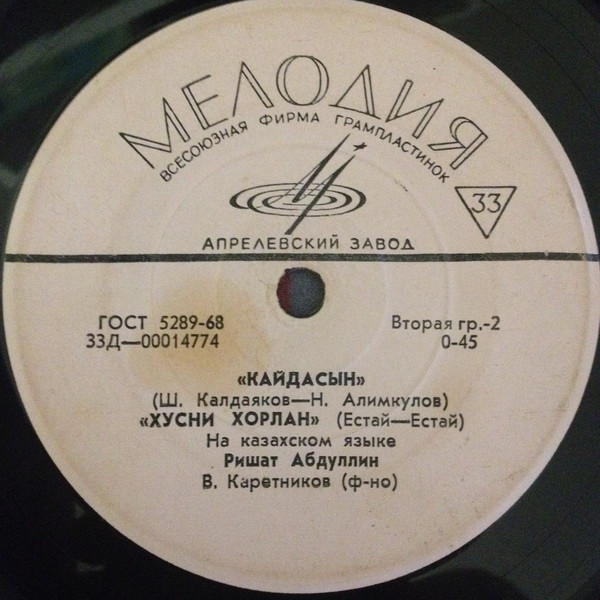 МЕЛОДИЯ
ВСЕСОЮЗНАЯ ФИРМА ГРАМПЛАСТИНОК
33
АПРЕЛЕВСКИЙ ЗАВОД
ГОСТ 5289-68 Вторая гр.-2
33Д—00014774 0-45
«КАЙДАСЫН»
(Ш. Калдаяков—Н. Алимкулов)
«ХУСНИ ХОРЛАН» (Естай—Естай)
На казахском языке
Ришат Абдуллин
В. Каретников (ф-но)